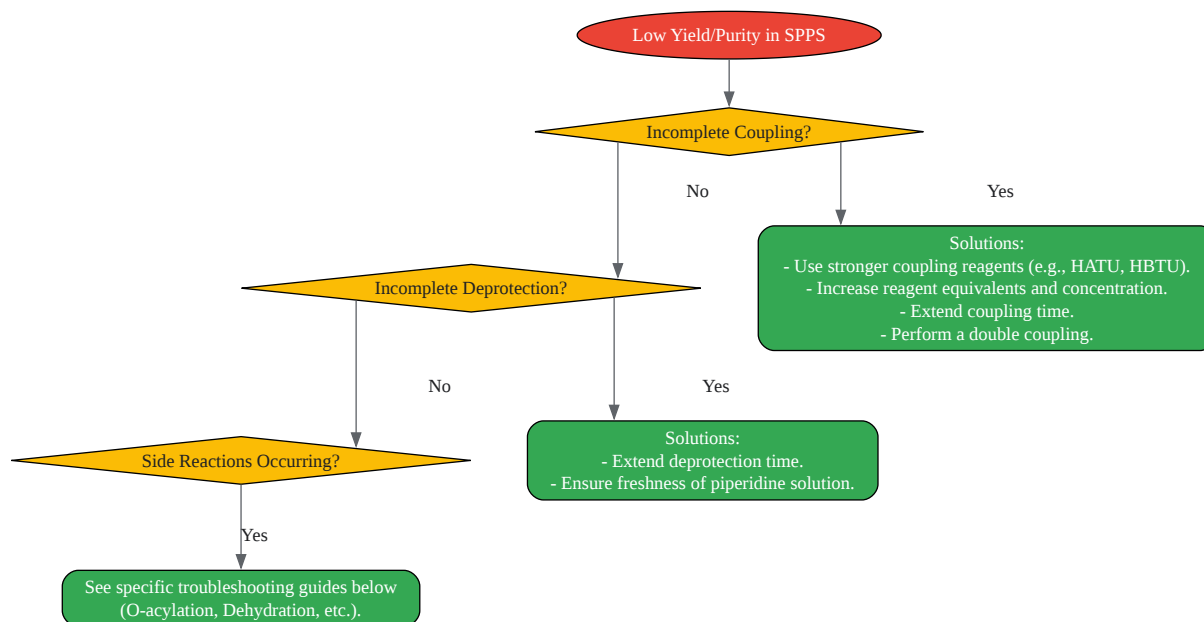 Low Yield/Purity in SPPS
Incomplete Coupling?
No
Yes
Solutions:
- Use stronger coupling reagents (e.g., HATU, HBTU).
- Increase reagent equivalents and concentration.
- Extend coupling time.
- Perform a double coupling.
Incomplete Deprotection?
No
Yes
Solutions:
- Extend deprotection time.
- Ensure freshness of piperidine solution.
Side Reactions Occurring?
Yes
See specific troubleshooting guides below
(O-acylation, Dehydration, etc.).